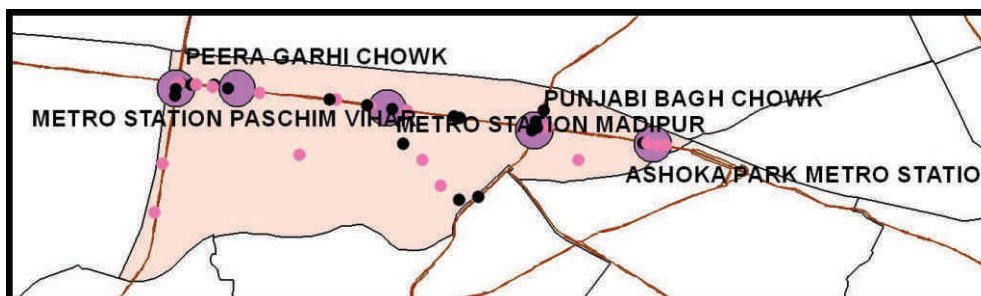 PEERA GARHI CHOWK
PUNJABI BAGH CHOWK
METRO STATION PASCHIM VIHAR
METRO STATION MADIPUR
ASHOKA PARK METRO STATIO